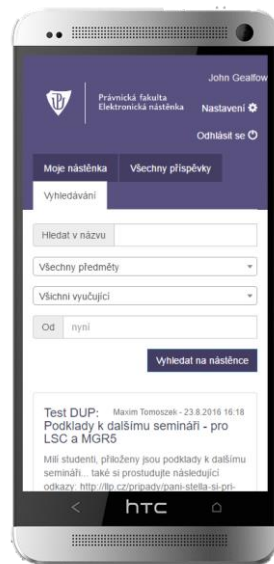 John Gealfow
Právnická fakulta
Elektronická nástěnka
Nastavení
Odhlásit se
Moje nástěnka
Všechny příspěvky
Vyhledávání
Hledat v názvu
Všechny předměty
Všichni vyučující
Od nyní
Vyhledat na nástěnce
Test DUP: Maxim Tomoszek - 23.8.2016 16:18
Podklady k dalšímu semináři - pro
LSC a MGR5
Milí studenti, přiloženy jsou podklady k dalšímu
semináři... také si prostudujte následující
odkazy: http://llp.cz/pripady/pani-stella-si-pri-
hTC